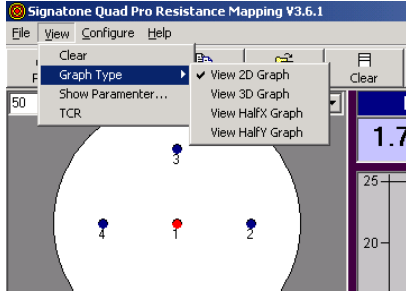 Signatone Quad Pro Resistance Mapping V3.6.1
File View Configure Help
Clear
Graph Type
Show Paramenter...
TCR
View 2D Graph
View 3D Graph
View HalfX Graph
View HalfY Graph
Clear
50
1.7
3
4 1 2
25
20